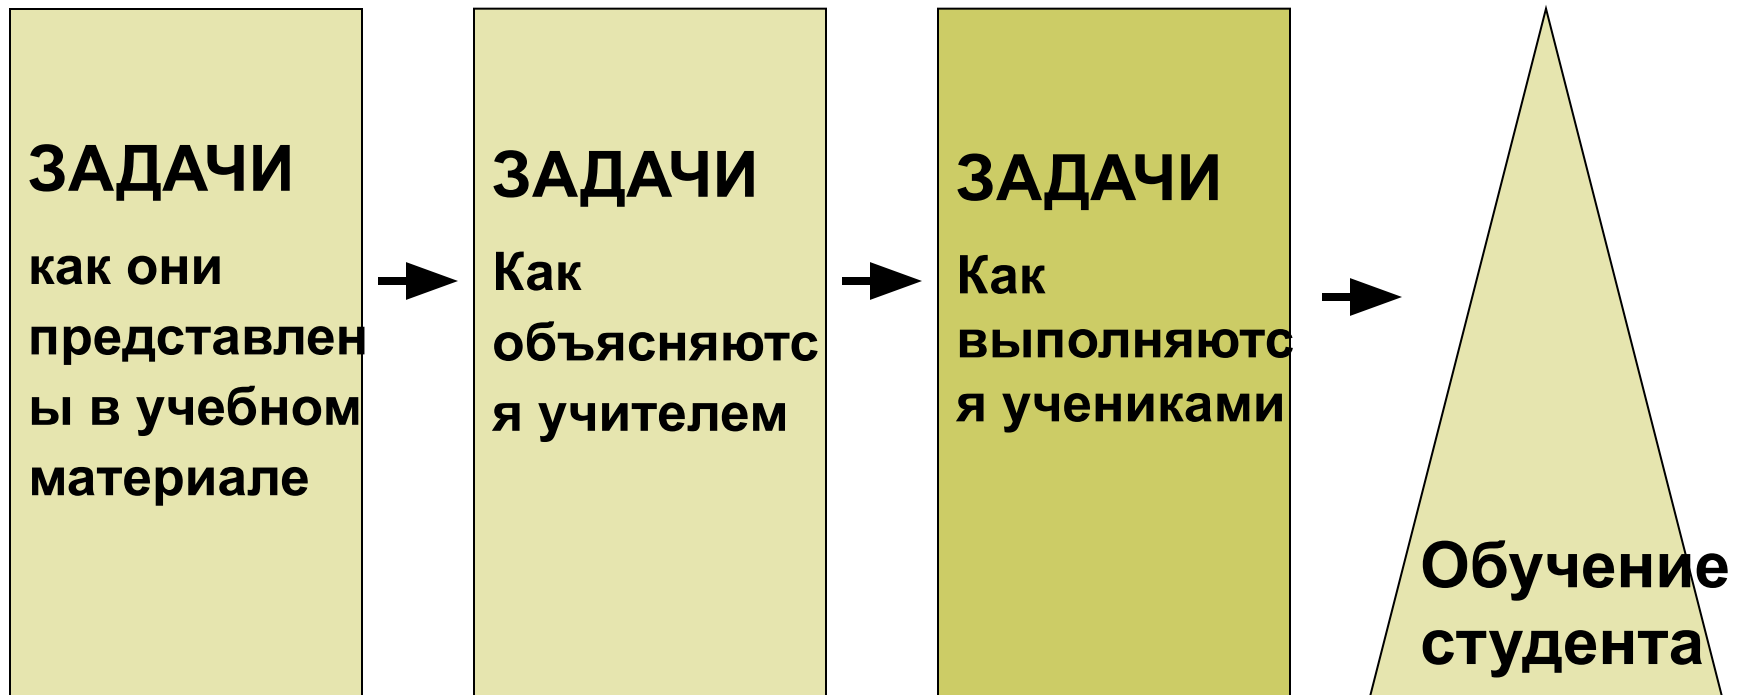 ЗАДАЧИ
как они
представлен
ы в учебном
материале
ЗАДАЧИ
Как
объясняютс
я учителем
ЗАДАЧИ
Как
выполняютс
я учениками
Обучение
студента